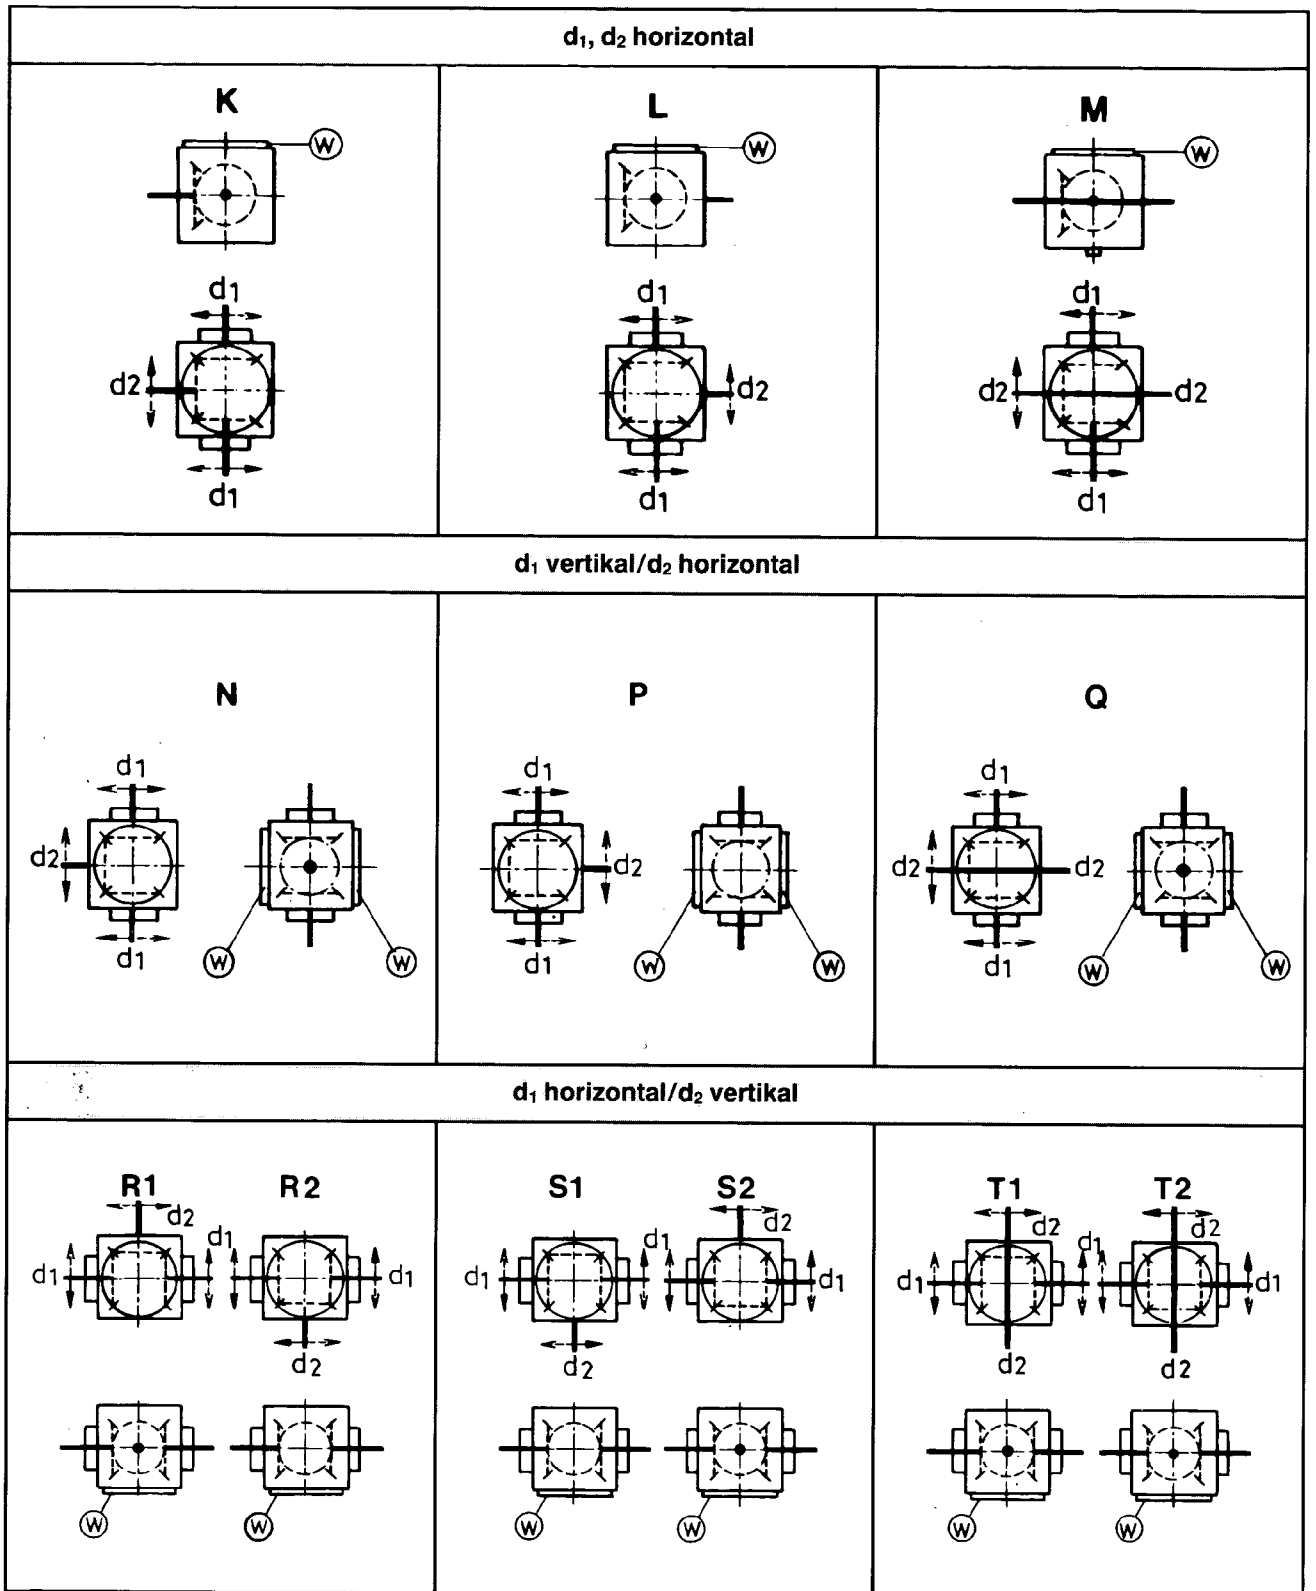 d₁, d₂ horizontal
K L M
W W W
d1 d1 d1
d2 d2 d2 d2
d1 d1 d1
d₁ vertikal/d₂ horizontal
N P Q
d1 d1 d1
d2 d2 d2 d2
d1 d1 d1
W W W W W W
d₁ horizontal/d₂ vertikal
R1 R2 S1 S2 T1 T2
d2 d2 d2 d2
d1 d1 d1 d1 d1 d1 d1 d1 d1
d2 d2 d2 d2
W W W W W W